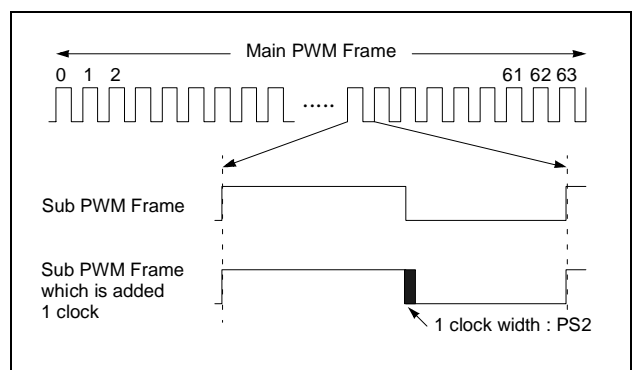 Main PWM Frame
0 1 2 61 62 63
.....
Sub PWM Frame
Sub PWM Frame
which is added
1 clock
1 clock width : PS2